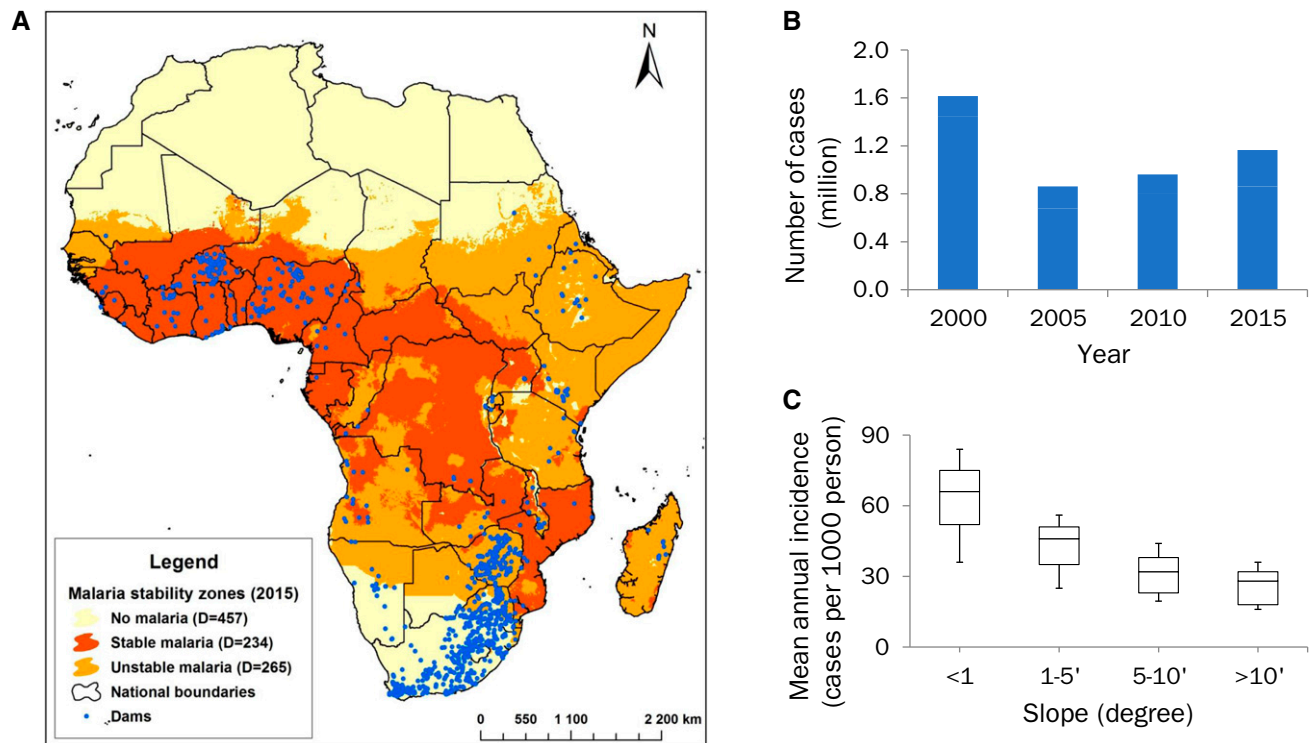 A
N
Legend
Malaria stability zones (2015)
No malaria (D=457)
Stable malaria (D=234)
Unstable malaria (D=265)
National boundaries
Dams
0 550 1 100 2 200 km
B
Number of cases
(million)
2.0
1.6
1.2
0.8
0.4
0.0
2000 2005 2010 2015
Year
C
Mean annual incidence
(cases per 1000 person)
90
60
30
0
<1 1-5' 5-10' >10'
Slope (degree)